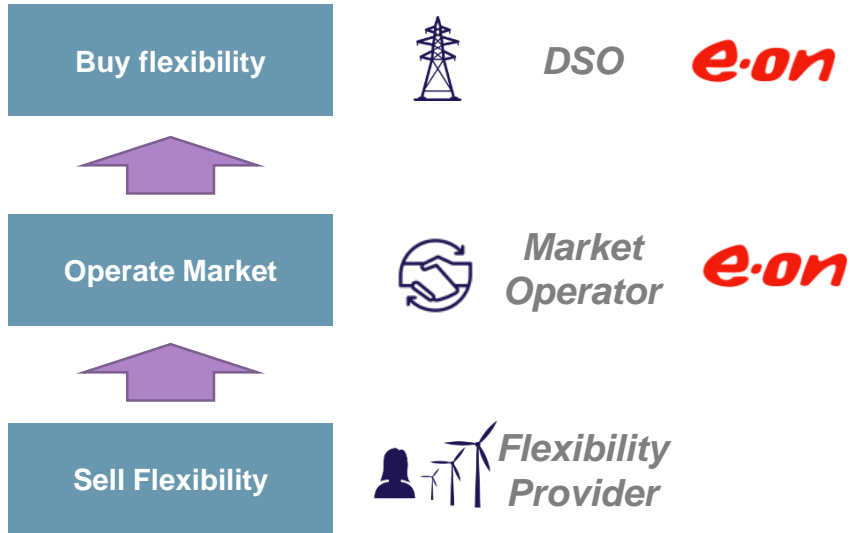 Buy flexibility
DSO
e·on
Operate Market
Market
Operator
e·on
Sell Flexibility
Flexibility
Provider